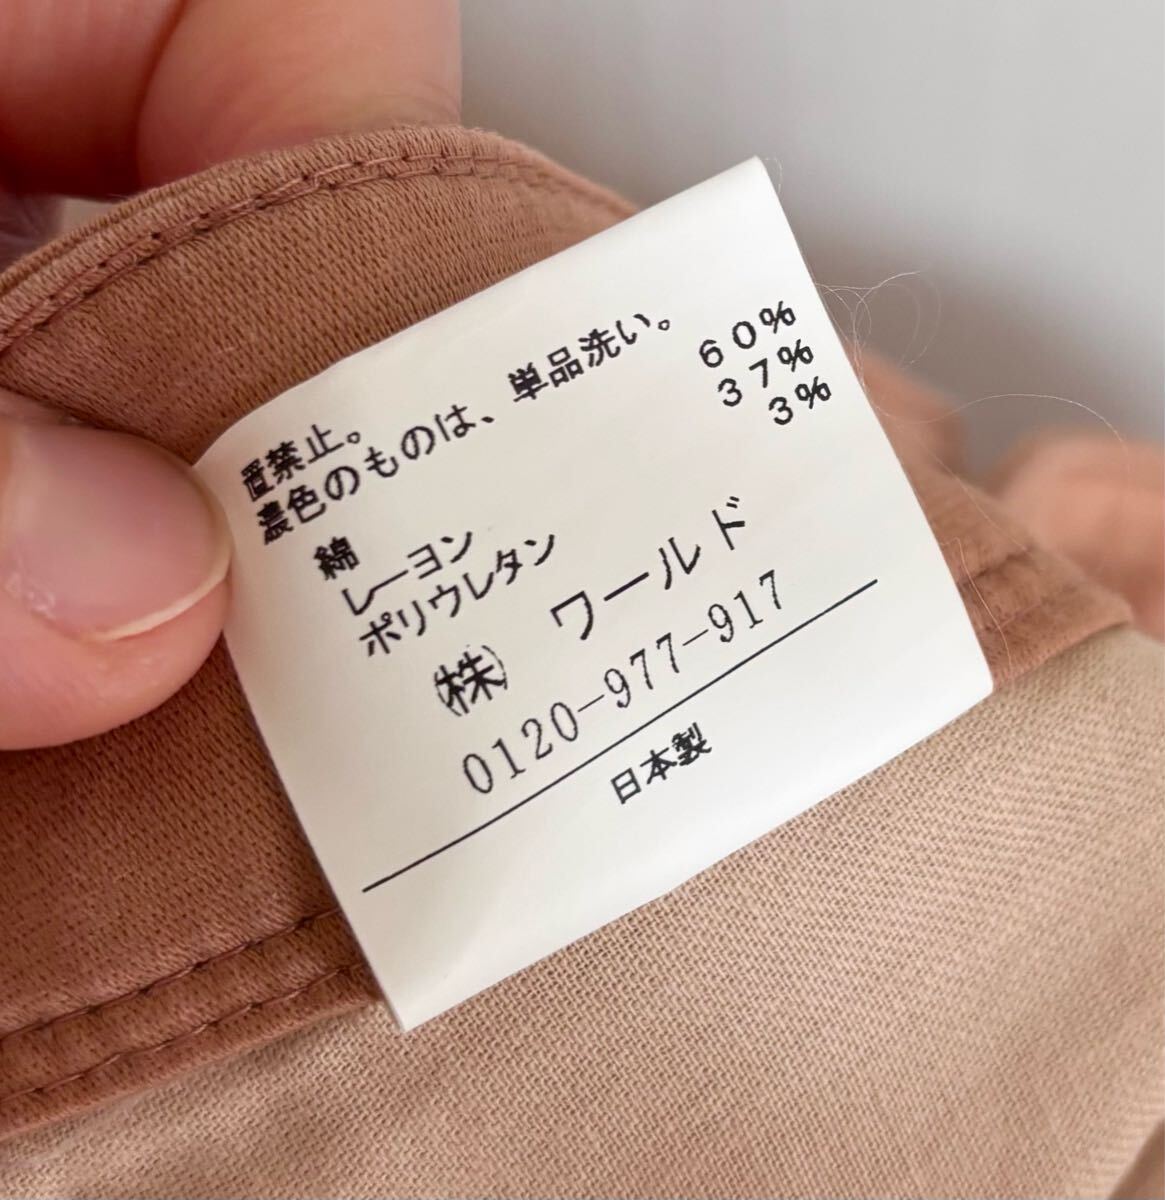 置禁止。
濃色のものは、単品洗い。
綿 60%
レーヨン 37%
ポリウレタン 3%
㈱ ワールド
0120-977-917
日本製